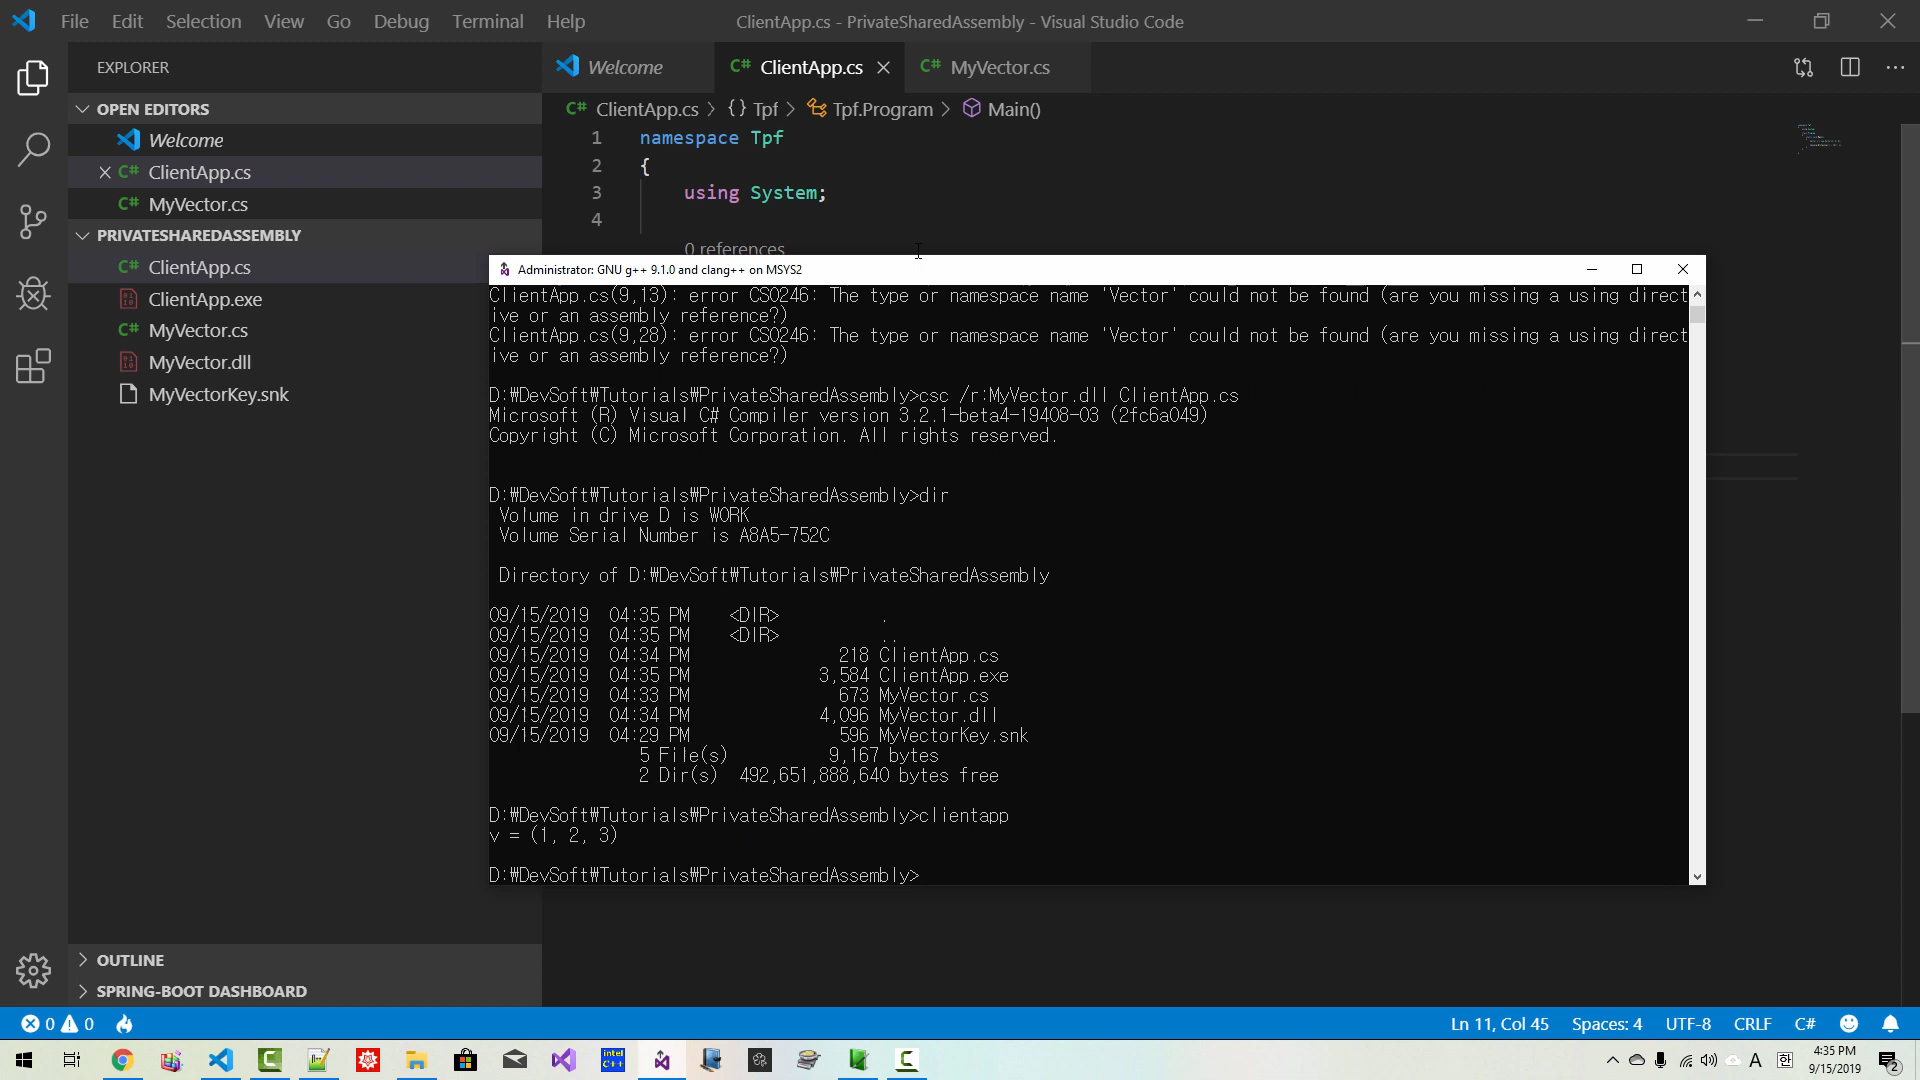 File Edit Selection View Go Debug Terminal Help
ClientApp.cs - PrivateSharedAssembly - Visual Studio Code
EXPLORER
OPEN EDITORS
Welcome
ClientApp.cs
MyVector.cs
PRIVATESHAREDASSEMBLY
ClientApp.cs
ClientApp.exe
MyVector.cs
MyVector.dll
MyVectorKey.snk
OUTLINE
SPRING-BOOT DASHBOARD
Welcome
C# ClientApp.cs
C# MyVector.cs
C# ClientApp.cs > {} Tpf > Tpf.Program > Main()
1 namespace Tpf
2 {
3 using System;
4
0 references
Administrator: GNU g++ 9.1.0 and clang++ on MSYS2
ClientApp.cs(9,13): error CS0246: The type or namespace name 'Vector' could not be found (are you missing a using direct
ive or an assembly reference?)
ClientApp.cs(9,28): error CS0246: The type or namespace name 'Vector' could not be found (are you missing a using direct
ive or an assembly reference?)
D:₩DevSoft₩Tutorials₩PrivateSharedAssembly>csc /r:MyVector.dll ClientApp.cs
Microsoft (R) Visual C# Compiler version 3.2.1-beta4-19408-03 (2fc6a049)
Copyright (C) Microsoft Corporation. All rights reserved.
D:₩DevSoft₩Tutorials₩PrivateSharedAssembly>dir
Volume in drive D is WORK
Volume Serial Number is A8A5-752C
Directory of D:₩DevSoft₩Tutorials₩PrivateSharedAssembly
09/15/2019 04:35 PM <DIR> .
09/15/2019 04:35 PM <DIR> ..
09/15/2019 04:34 PM 218 ClientApp.cs
09/15/2019 04:35 PM 3,584 ClientApp.exe
09/15/2019 04:33 PM 673 MyVector.cs
09/15/2019 04:34 PM 4,096 MyVector.dll
09/15/2019 04:29 PM 596 MyVectorKey.snk
5 File(s) 9,167 bytes
2 Dir(s) 492,651,888,640 bytes free
D:₩DevSoft₩Tutorials₩PrivateSharedAssembly>clientapp
v = (1, 2, 3)
D:₩DevSoft₩Tutorials₩PrivateSharedAssembly>
0 0
Ln 11, Col 45 Spaces: 4 UTF-8 CRLF C#
intel C++
A 한
4:35 PM
9/15/2019
2